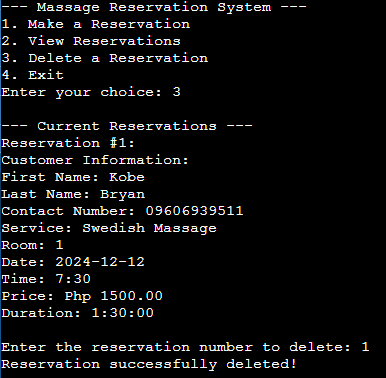 --- Massage Reservation System ---
1. Make a Reservation
2. View Reservations
3. Delete a Reservation
4. Exit
Enter your choice: 3
--- Current Reservations ---
Reservation #1:
Customer Information:
First Name: Kobe
Last Name: Bryan
Contact Number: 09606939511
Service: Swedish Massage
Room: 1
Date: 2024-12-12
Time: 7:30
Price: Php 1500.00
Duration: 1:30:00
Enter the reservation number to delete: 1
Reservation successfully deleted!